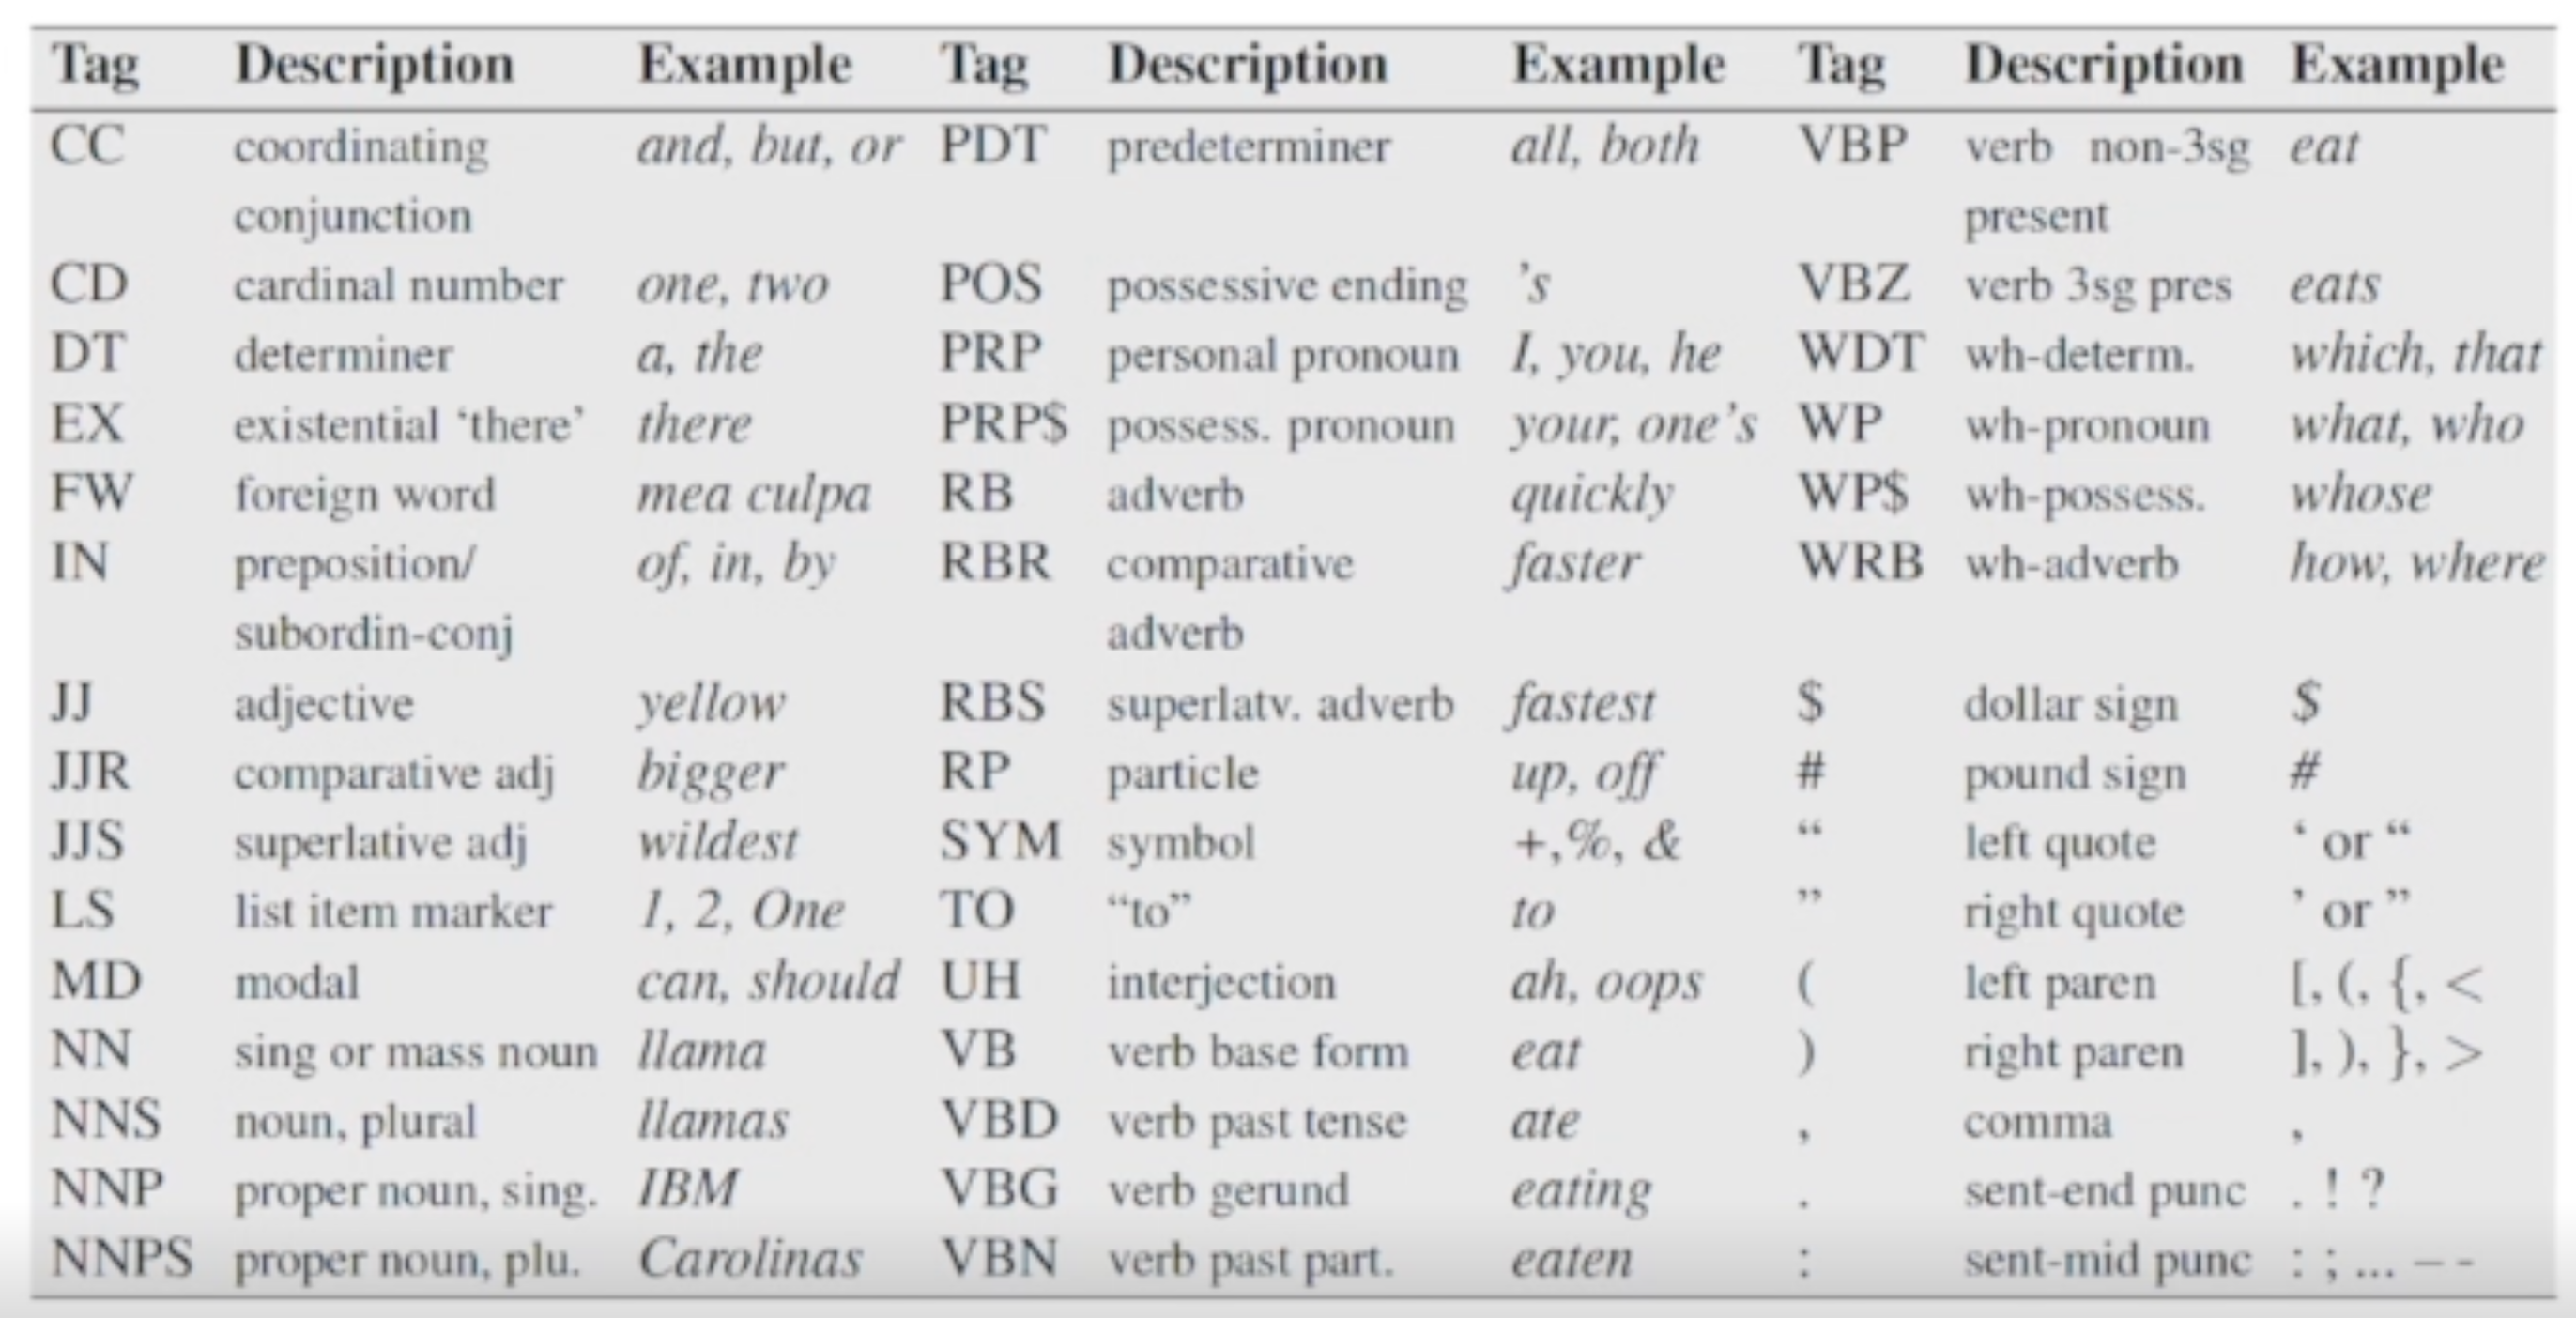 Tag Description Example Tag Description Example Tag Description Example
CC coordinating and, but, or PDT predeterminer all, both VBP verb non-3sg eat
conjunction present
CD cardinal number one, two POS possessive ending ’s VBZ verb 3sg pres eats
DT determiner a, the PRP personal pronoun I, you, he WDT wh-determ. which, that
EX existential ‘there’ there PRP$ possess. pronoun your, one’s WP wh-pronoun what, who
FW foreign word mea culpa RB adverb quickly WP$ wh-possess. whose
IN preposition/ of, in, by RBR comparative faster WRB wh-adverb how, where
subordin-conj adverb
JJ adjective yellow RBS superlatv. adverb fastest $ dollar sign $
JJR comparative adj bigger RP particle up, off # pound sign #
JJS superlative adj wildest SYM symbol +,%, & “ left quote ‘ or “
LS list item marker 1, 2, One TO “to” to ” right quote ’ or ”
MD modal can, should UH interjection ah, oops ( left paren [, (, {, <
NN sing or mass noun llama VB verb base form eat ) right paren ], ), }, >
NNS noun, plural llamas VBD verb past tense ate , comma ,
NNP proper noun, sing. IBM VBG verb gerund eating . sent-end punc . ! ?
NNPS proper noun, plu. Carolinas VBN verb past part. eaten : sent-mid punc : ; ... – -